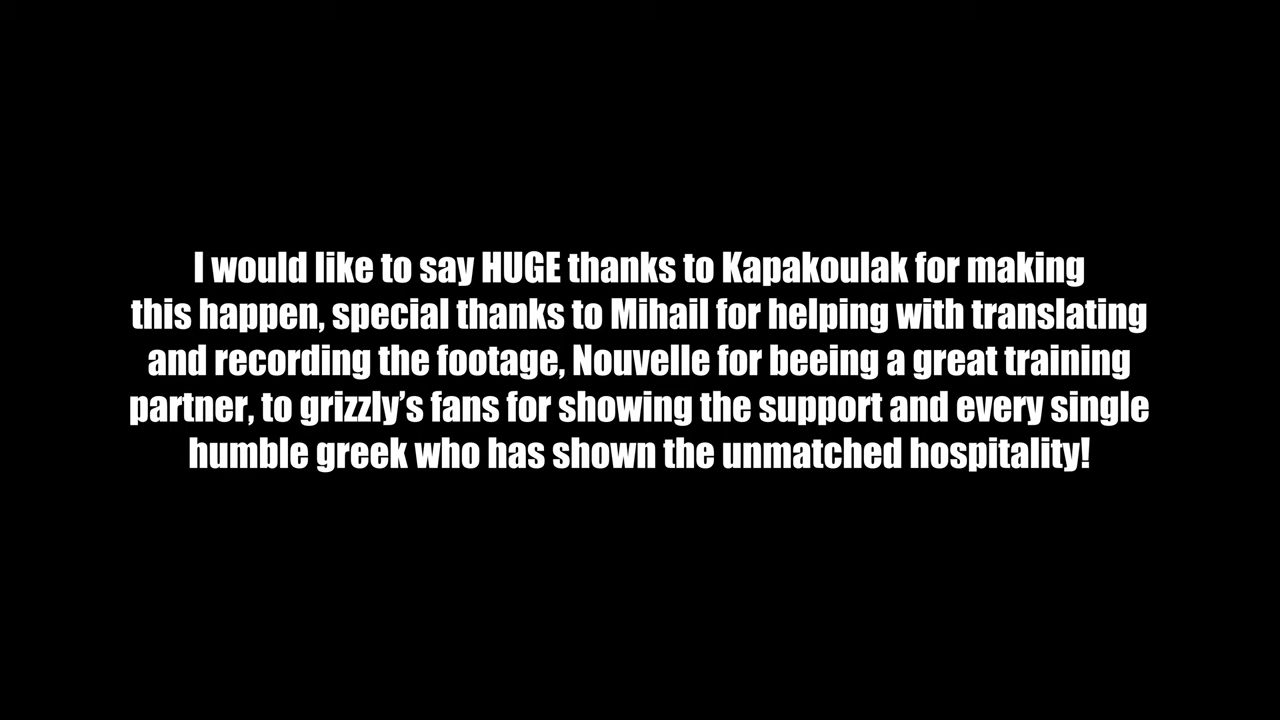 I would like to say HUGE thanks to Kapakoulak for making
this happen, special thanks to Mihail for helping with translating
and recording the footage, Nouvelle for beeing a great training
partner, to grizzly’s fans for showing the support and every single
humble greek who has shown the unmatched hospitality!